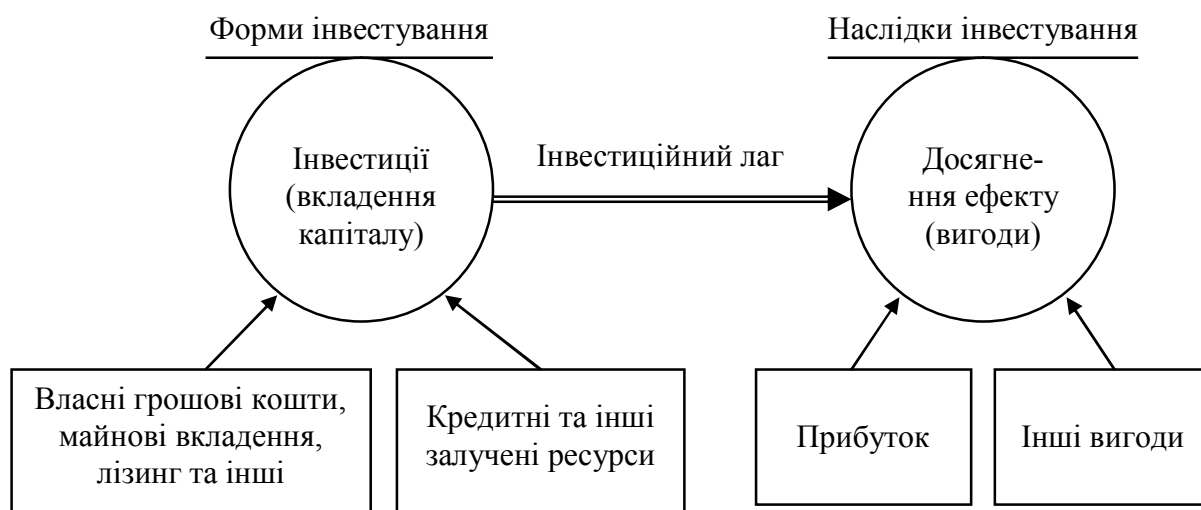 Форми інвестування
Наслідки інвестування
Інвестиції
(вкладення
капіталу)
Інвестиційний лаг
Досягне-
ння ефекту
(вигоди)
Власні грошові кошти,
майнові вкладення,
лізинг та інші
Кредитні та інші
залучені ресурси
Прибуток
Інші вигоди